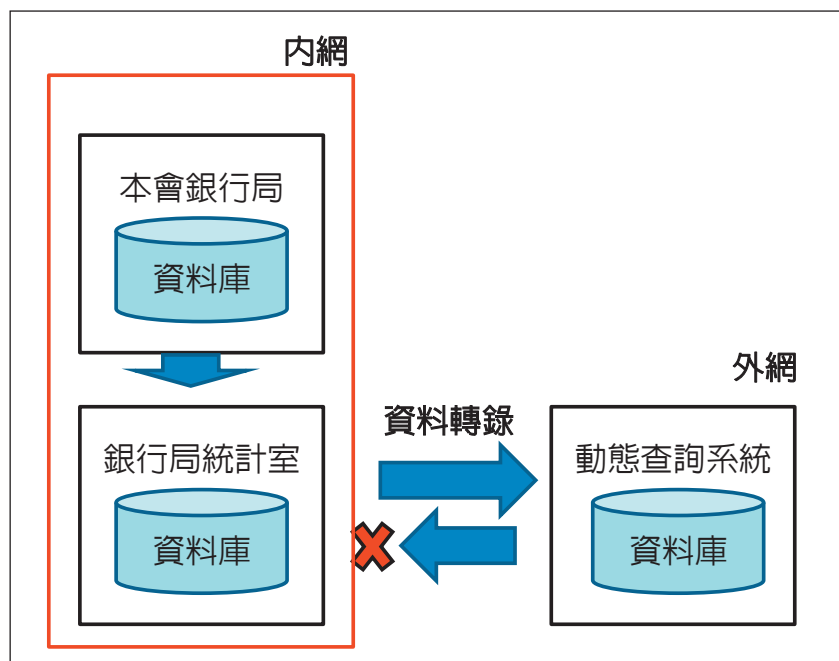 內網
本會銀行局
資料庫
外網
資料轉錄
銀行局統計室
資料庫
動態查詢系統
資料庫